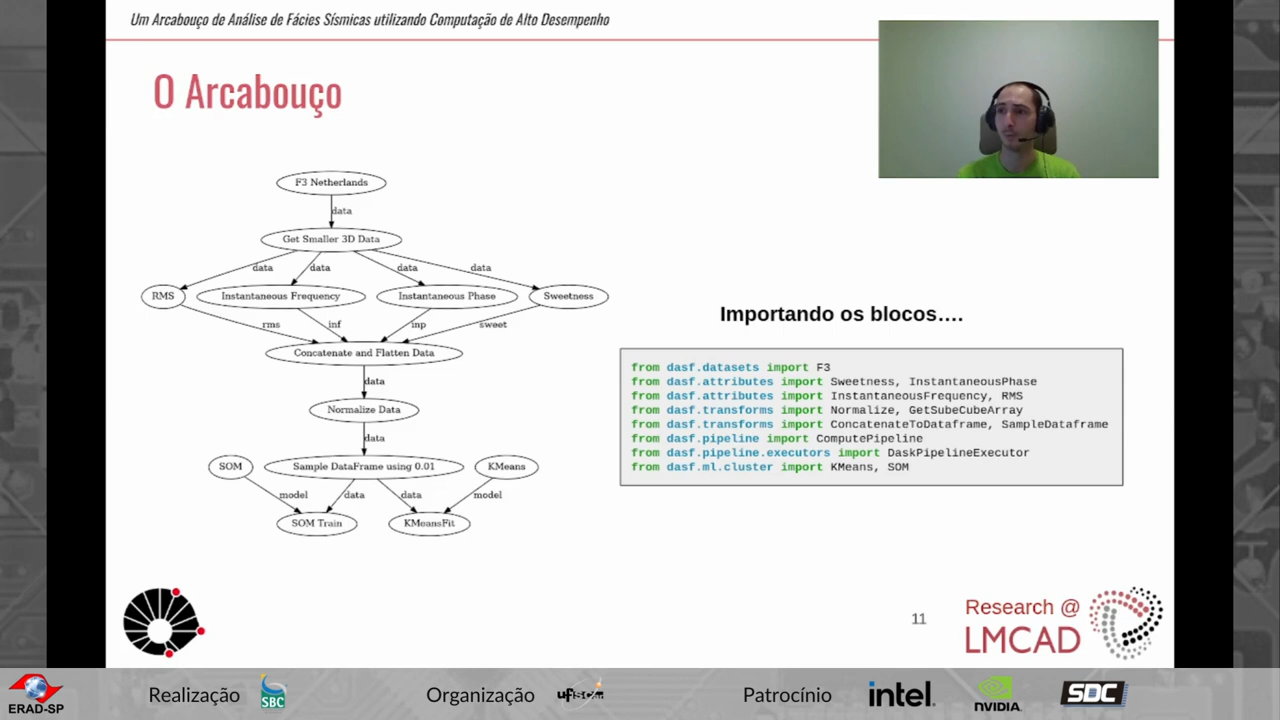 Um Arcabouço de Análise de Fácies Sísmicas utilizando Computação de Alto Desempenho
O Arcabouço
F3 Netherlands
data
Get Smaller 3D Data
data data data data
RMS Instantaneous Frequency Instantaneous Phase Sweetness
rms inf inp sweet
Concatenate and Flatten Data
data
Normalize Data
data
SOM Sample DataFrame using 0.01 KMeans
model data data model
SOM Train KMeansFit
Importando os blocos....
from dasf.datasets import F3
from dasf.attributes import Sweetness, InstantaneousPhase
from dasf.attributes import InstantaneousFrequency, RMS
from dasf.transforms import Normalize, GetSubeCubeArray
from dasf.transforms import ConcatenateToDataframe, SampleDataframe
from dasf.pipeline import ComputePipeline
from dasf.pipeline.executors import DaskPipelineExecutor
from dasf.ml.cluster import KMeans, SOM
11
Research @
LMCAD
ERAD-SP
Realização
SBC
Organização
ufscar
Patrocínio
intel.
NVIDIA.
SDC